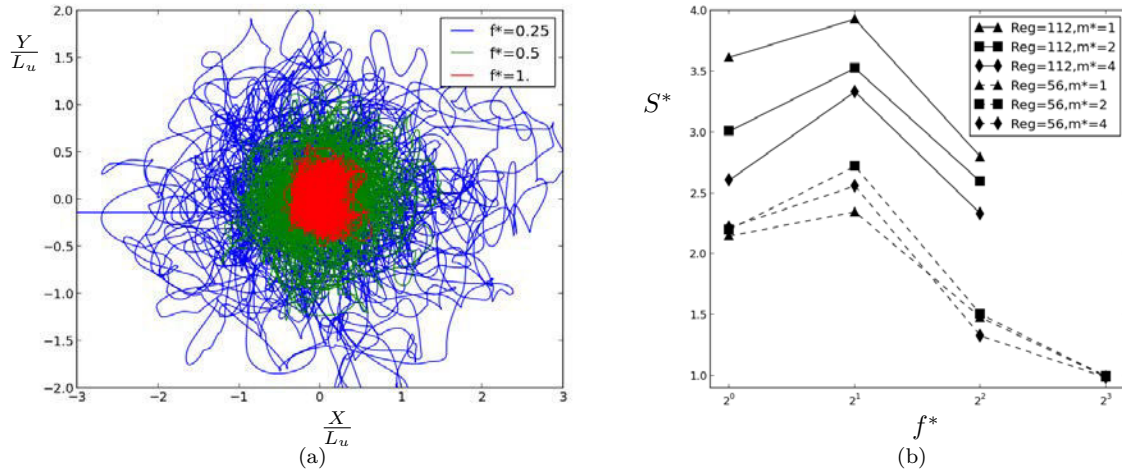 Y
L_u
2.0
1.5
1.0
0.5
0.0
−0.5
−1.0
−1.5
−2.0
−3
−2
−1
0
1
2
3
f*=0.25
f*=0.5
f*=1.
X
L_u
(a)
S*
4.0
3.5
3.0
2.5
2.0
1.5
1.0
2^0
2^1
2^2
2^3
Reg=112,m*=1
Reg=112,m*=2
Reg=112,m*=4
Reg=56,m*=1
Reg=56,m*=2
Reg=56,m*=4
f*
(b)